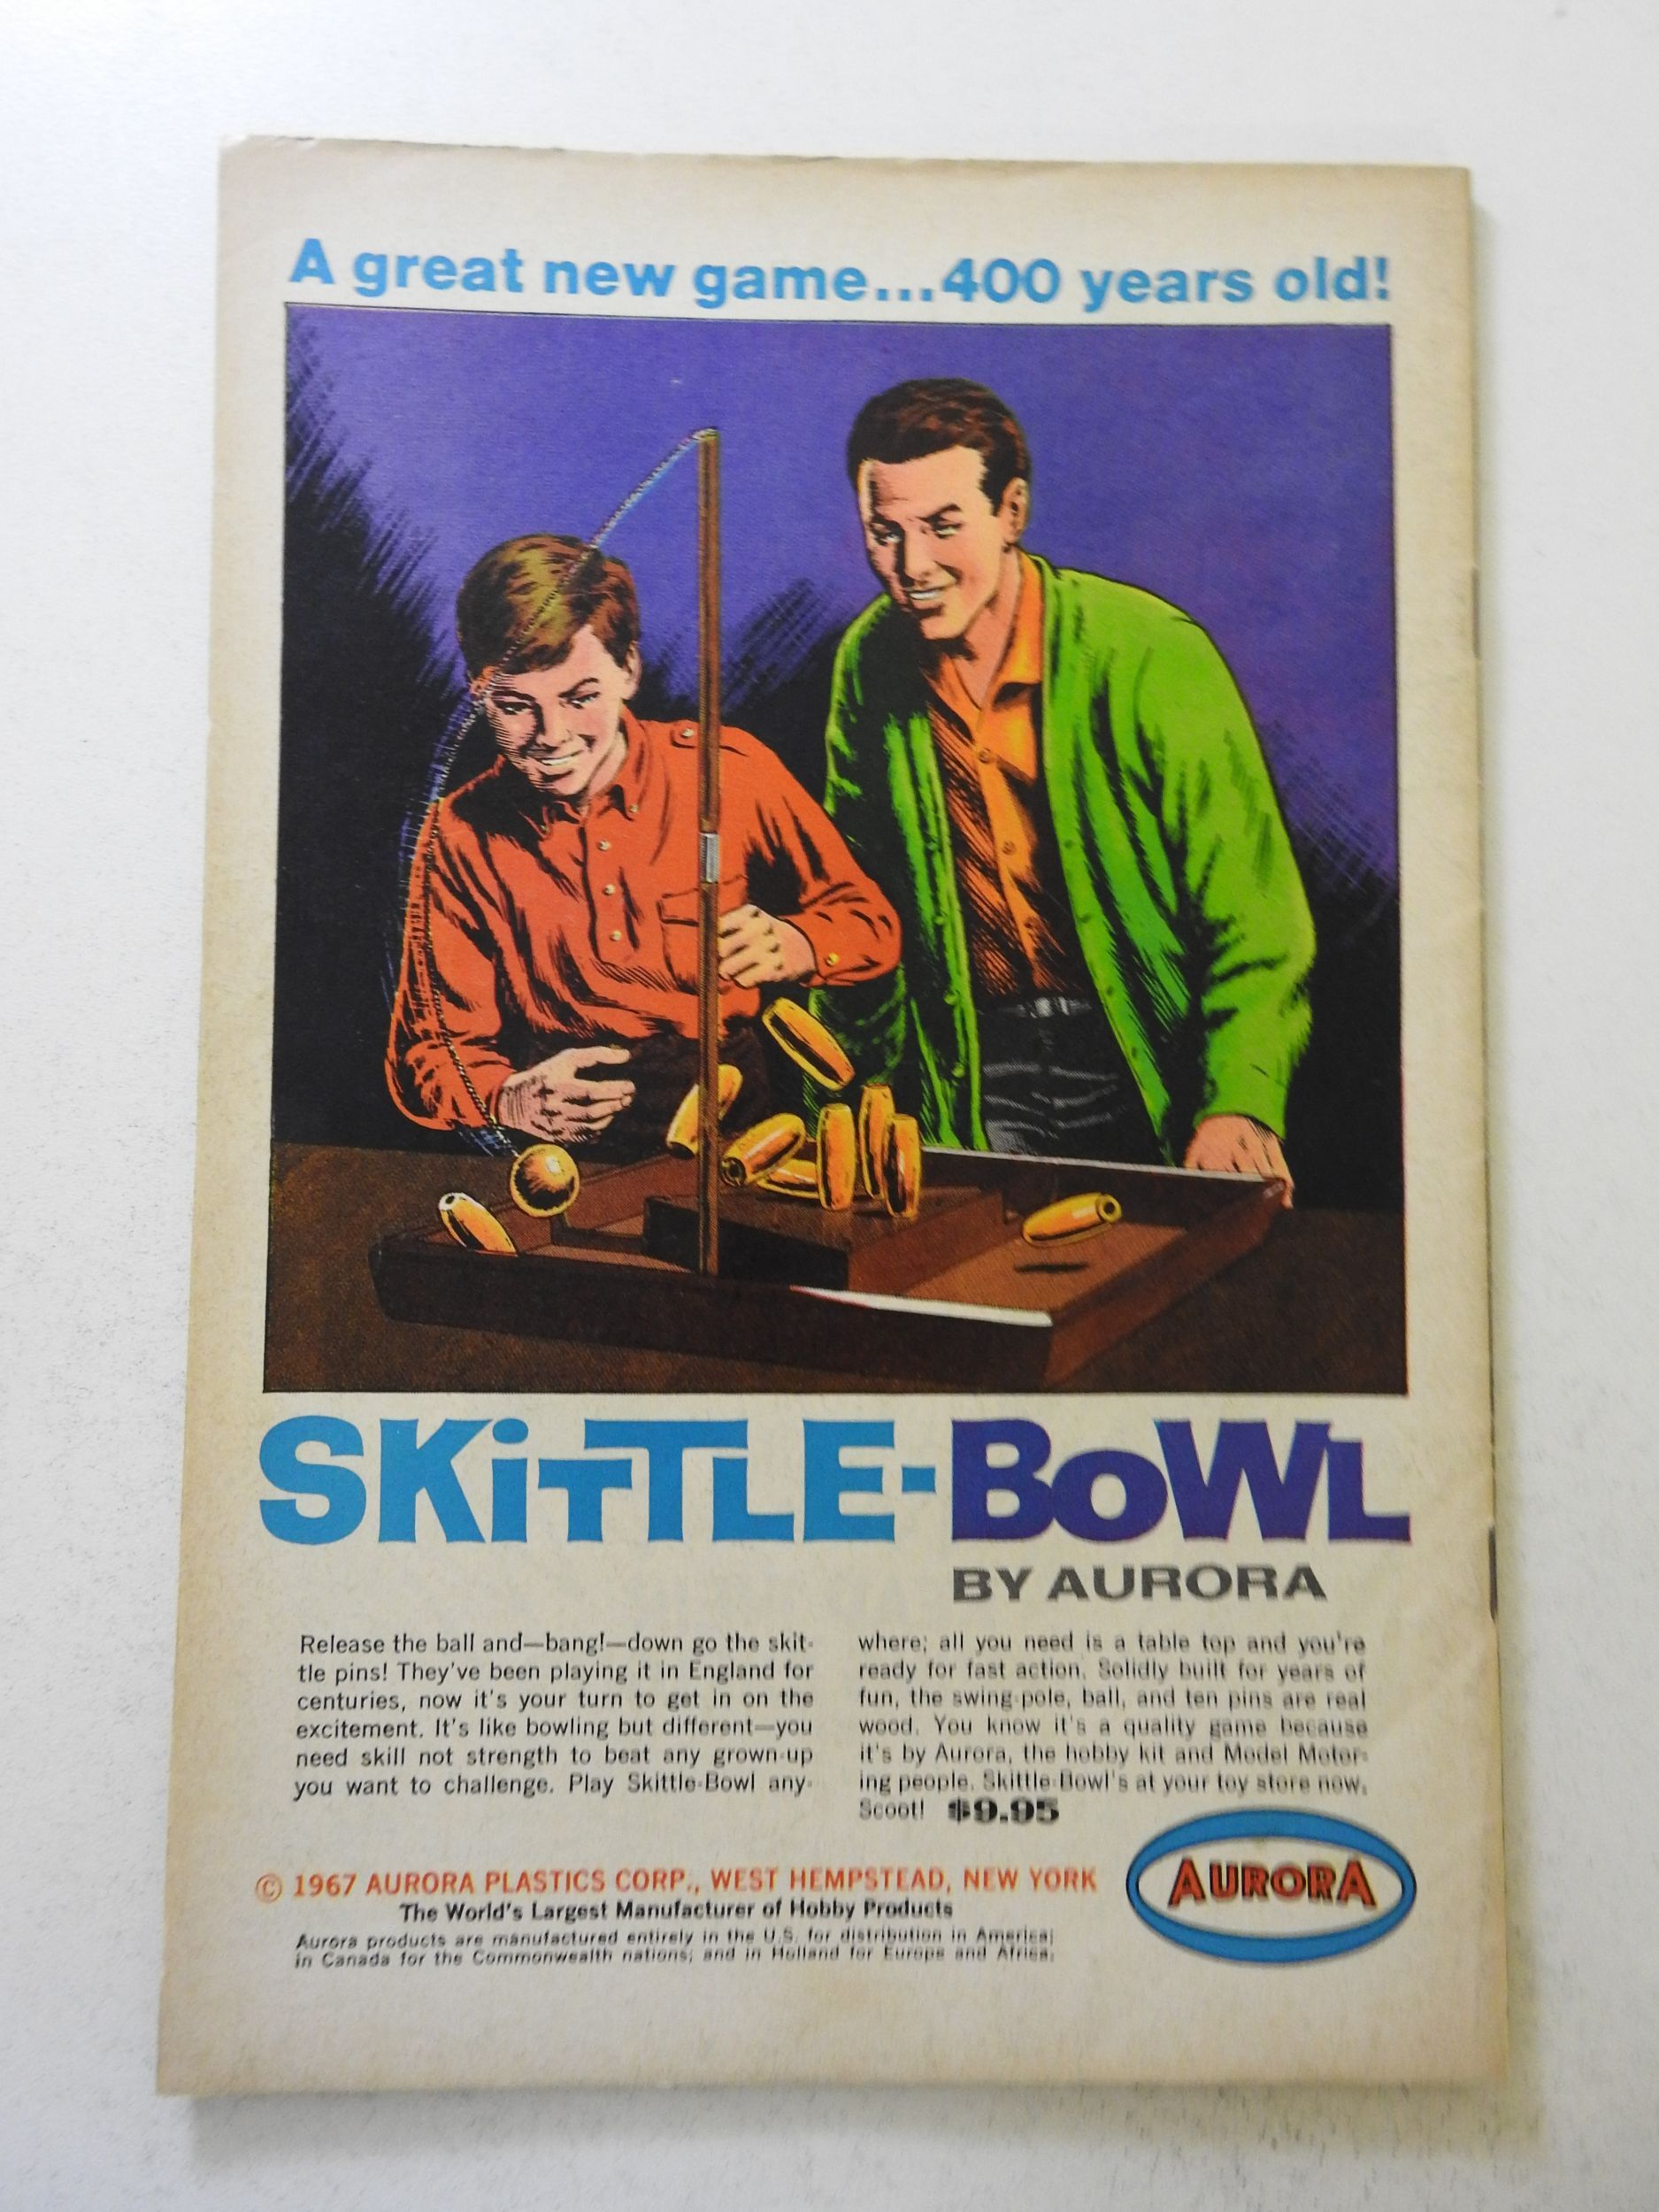 A great new game...400 years old!
SKiTTLE-BoWL
BY AURORA
Release the ball and—bang!—down go the skit-
tle pins! They've been playing it in England for
centuries, now it's your turn to get in on the
excitement. It's like bowling but different—you
need skill not strength to beat any grown-up
you want to challenge. Play Skittle-Bowl any-
where; all you need is a table top and you're
ready for fast action. Solidly built for years of
fun, the swing-pole, ball, and ten pins are real
wood. You know it's a quality game because
it's by Aurora, the hobby kit and Model Motor-
ing people. Skittle-Bowl's at your toy store now.
Scoot! $9.95
© 1967 AURORA PLASTICS CORP., WEST HEMPSTEAD, NEW YORK
The World's Largest Manufacturer of Hobby Products
Aurora products are manufactured entirely in the U.S. for distribution in America;
in Canada for the Commonwealth nations; and in Holland for Europe and Africa.
AURORA